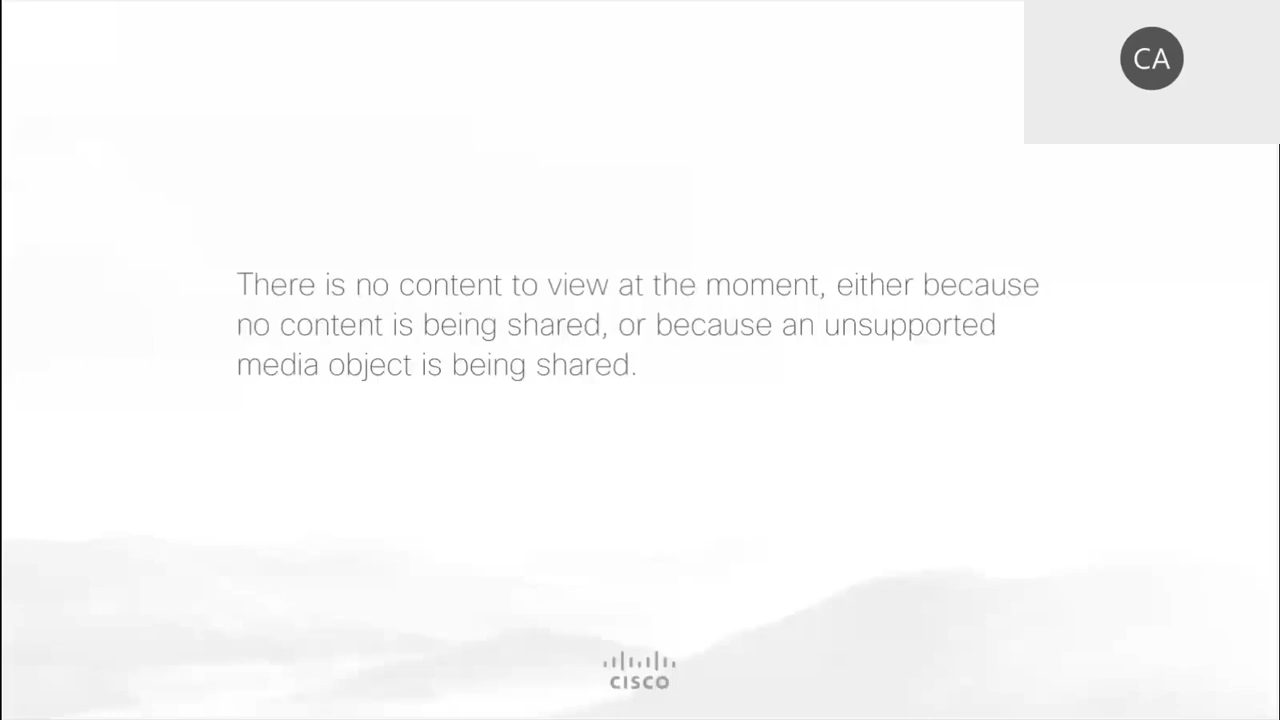 CA
There is no content to view at the moment, either because
no content is being shared, or because an unsupported
media object is being shared.
CISCO